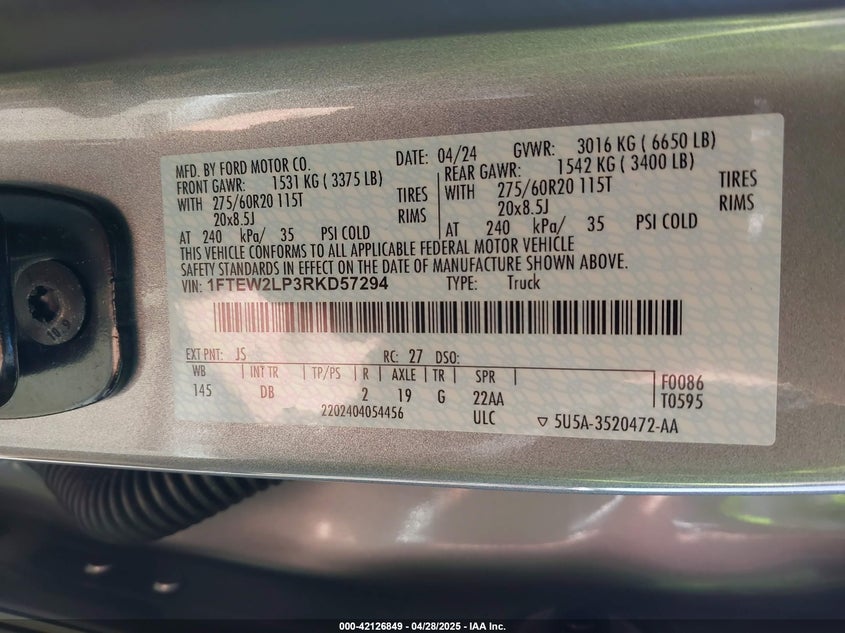 MFD. BY FORD MOTOR CO. DATE: 04/24 GVWR: 3016 KG ( 6650 LB)
FRONT GAWR: 1531 KG ( 3375 LB) REAR GAWR: 1542 KG ( 3400 LB)
WITH 275/60R20 115T TIRES WITH 275/60R20 115T TIRES
20x8.5J RIMS 20x8.5J RIMS
AT 240 kPa/ 35 PSI COLD AT 240 kPa/ 35 PSI COLD
THIS VEHICLE CONFORMS TO ALL APPLICABLE FEDERAL MOTOR VEHICLE
SAFETY STANDARDS IN EFFECT ON THE DATE OF MANUFACTURE SHOWN ABOVE.
VIN: 1FTEW2LP3RKD57294 TYPE: Truck
EXT PNT: JS RC: 27 DSO:
WB INT TR TP/PS R AXLE TR SPR F0086
145 DB 2 19 G 22AA T0595
2202404054456 ULC 5U5A-3520472-AA
10.9
000-42126849 | 04/28/2025 - IAA Inc.